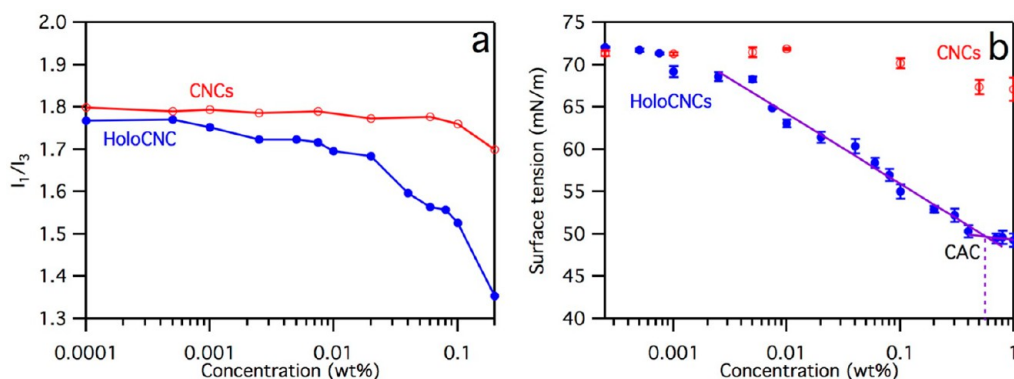 a
2.0
1.9
1.8
1.7
1.6
1.5
1.4
1.3
I1/I3
CNCs
HoloCNC
0.0001
0.001
0.01
0.1
Concentration (wt%)
b
75
70
65
60
55
50
45
40
Surface tension (mN/m)
CNCs
HoloCNCs
CAC
0.001
0.01
0.1
1
Concentration (wt%)